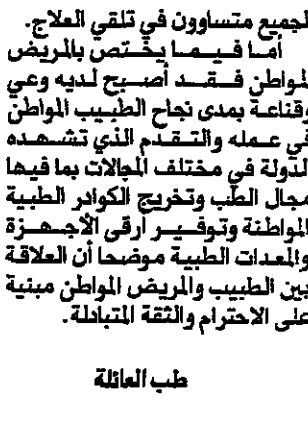 لجميع متساوون في تلقي العلاج.
أما فيما يختص بالمريض
لمواطن فقد أصبح لديه وعي
وقناعة بمدى نجاح الطبيب المواطن
في عمله والتقدم الذي تشهده
لدولة في مختلف المجالات بما فيها
مجال الطب وتخريج الكوادر الطبية
المواطنة وتوفير ارقى الأجهزة
والمعدات الطبية موضحا أن العلاقة
بين الطبيب والمريض المواطن مبنية
على الاحترام والثقة المتبادلة.
طب العائلة